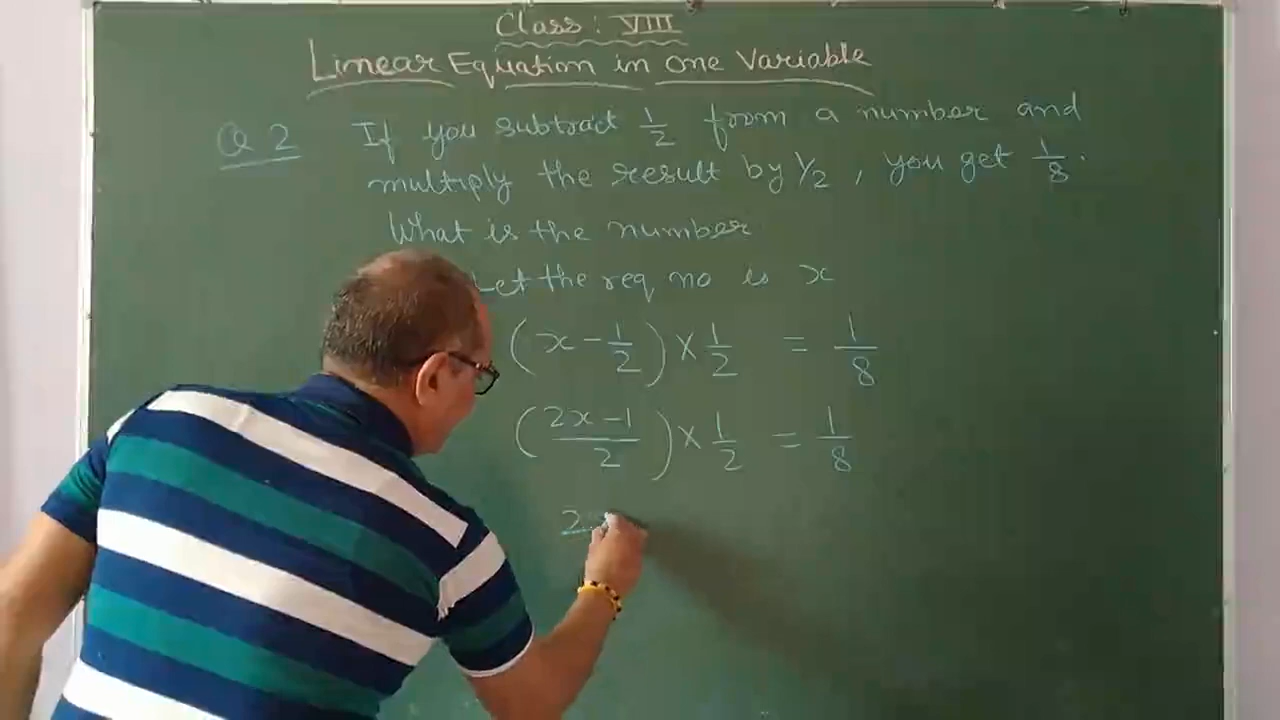 Class : VIII
Linear Equation in one Variable
Q 2 If you subtract 1/2 from a number and
multiply the result by 1/2, you get 1/8.
What is the number
Let the req no is x
(x - 1/2) × 1/2 = 1/8
((2x - 1)/2) × 1/2 = 1/8
2